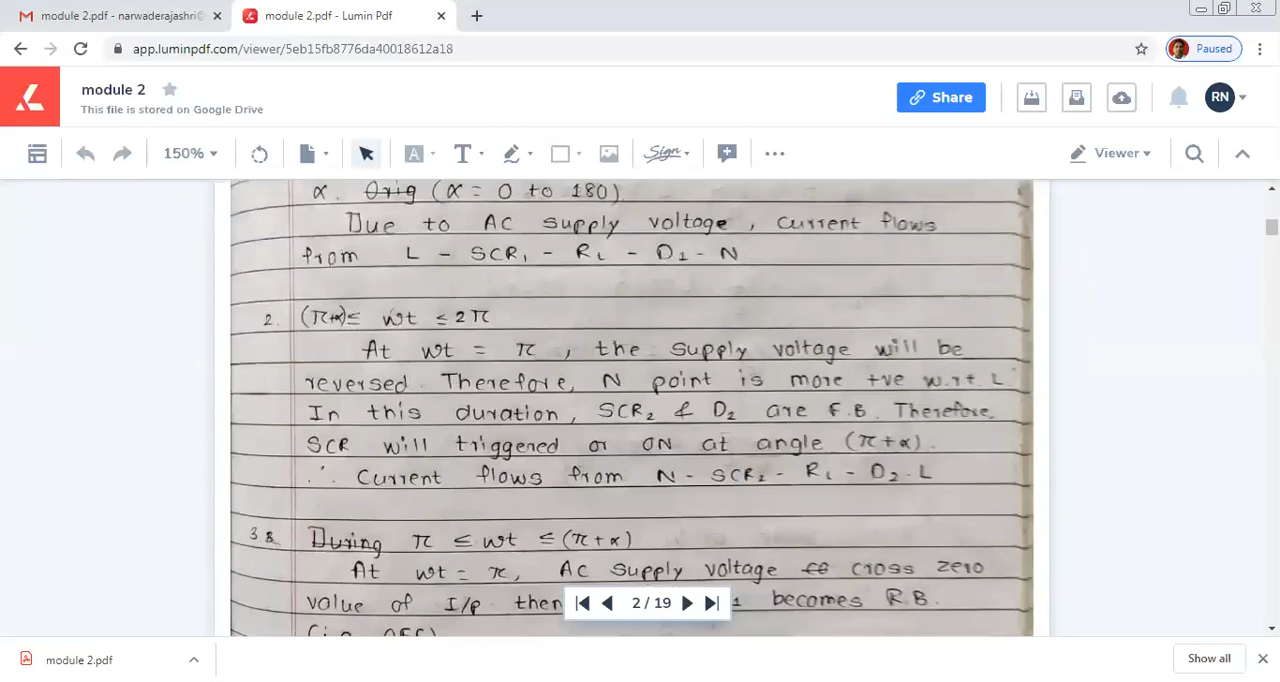 module 2.pdf - narwaderajashri@
module 2.pdf - Lumin Pdf
app.luminpdf.com/viewer/5eb15fb8776da40018612a18
Paused
module 2
This file is stored on Google Drive
Share
RN
150%
A
T
Sign
Viewer
α. Orig (α = 0 to 180)
Due to AC supply voltage, current flows
from L - SCR₁ - RL - D1 - N
2. (π+α) ≤ wt ≤ 2π
At wt = π, the supply voltage will be
reversed. Therefore, N point is more +ve w.r.t L
In this duration, SCR₂ & D₂ are F.B. Therefore,
SCR will triggered or ON at angle (π+α).
∴ Current flows from N - SCR₂ - RL - D₂ - L
3 & During π ≤ wt ≤ (π+α)
At wt = π, AC supply voltage cross zero
value of I/p then 1 becomes R.B.
2 / 19
module 2.pdf
Show all